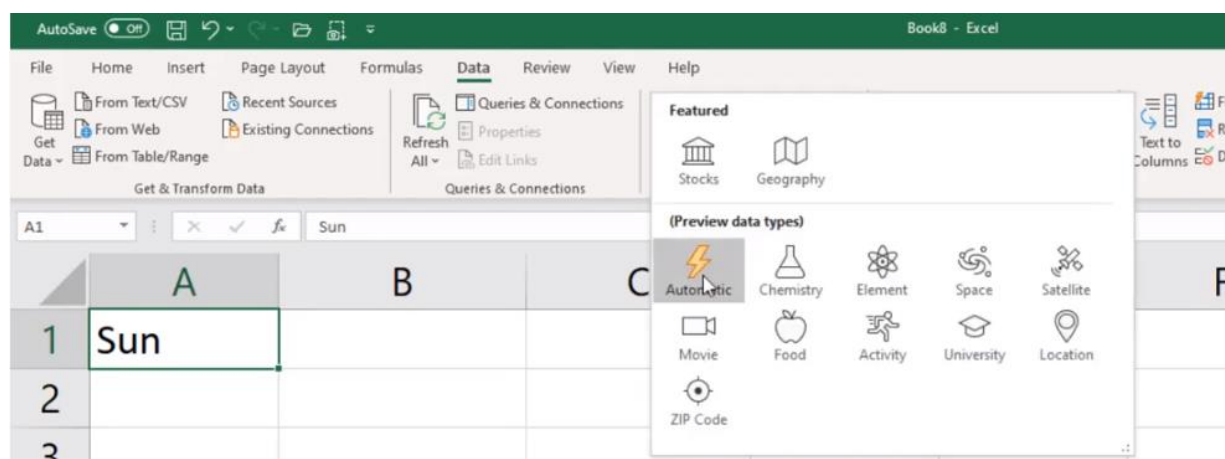 AutoSave Off Book8 - Excel
File Home Insert Page Layout Formulas Data Review View Help
Get Data
From Text/CSV
From Web
From Table/Range
Recent Sources
Existing Connections
Get & Transform Data
Refresh All
Queries & Connections
Properties
Edit Links
Queries & Connections
Featured
Stocks Geography
(Preview data types)
Automatic Chemistry Element Space Satellite
Movie Food Activity University Location
ZIP Code
Text to Columns
A1 fx Sun
A B C F
1 Sun
2
3